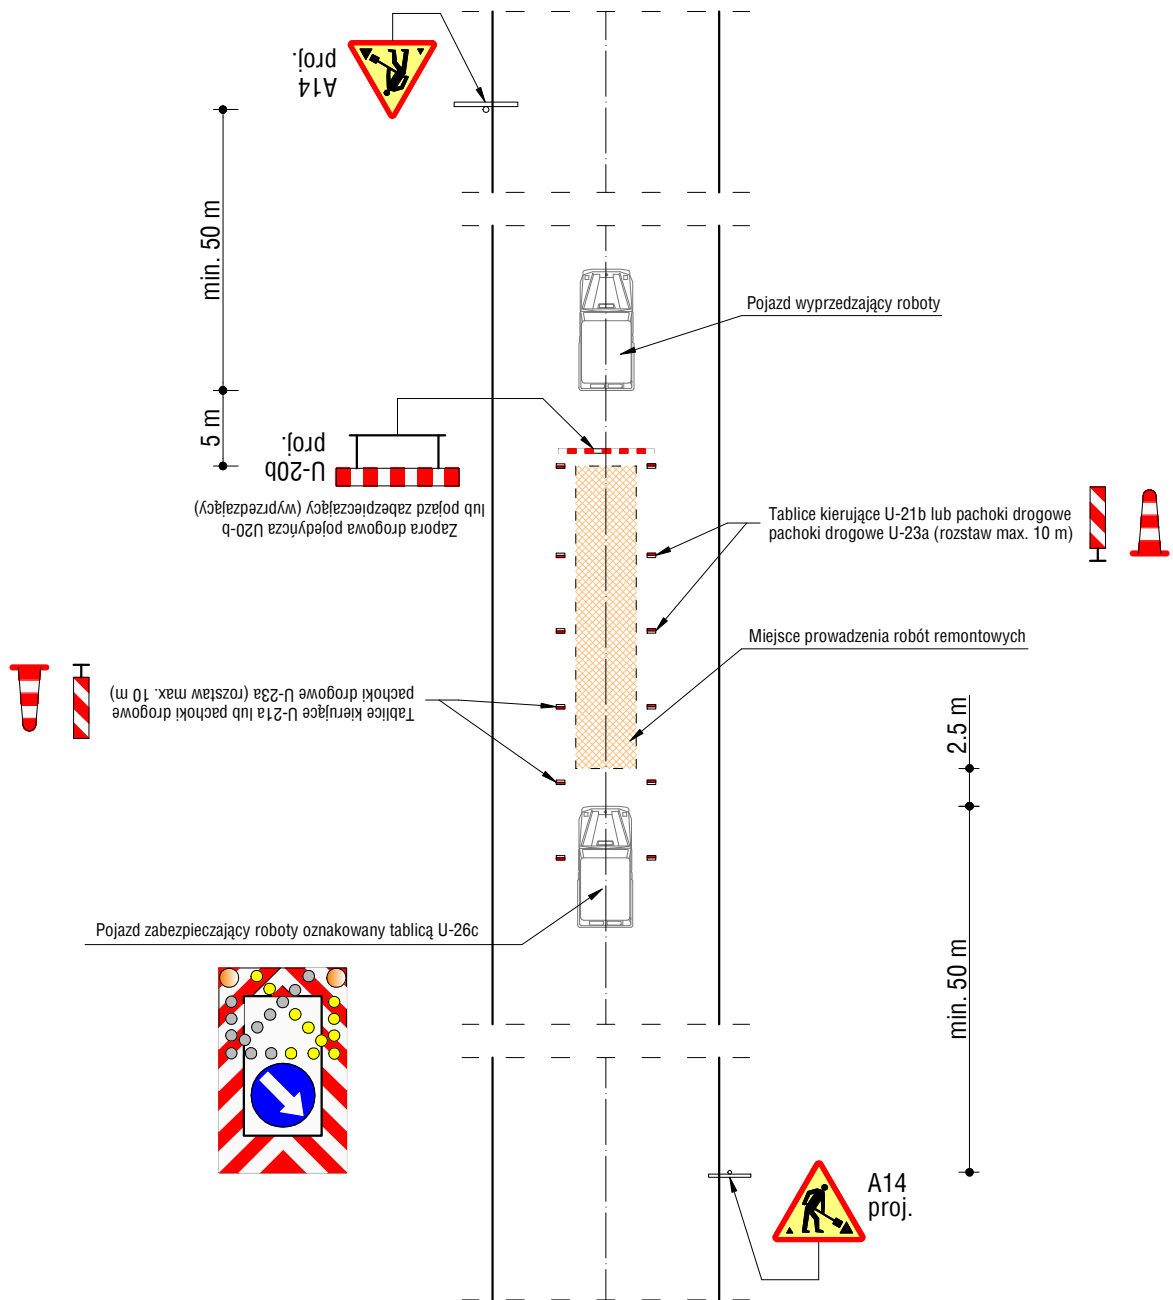 A14
proj.
min. 50 m
Pojazd wyprzedzający roboty
5 m
U-20b
proj.
Zapora drogowa pojedyńcza U20-b
lub pojazd zabezpieczający (wyprzedzający)
Tablice kierujące U-21b lub pachoki drogowe
pachoki drogowe U-23a (rozstaw max. 10 m)
Miejsce prowadzenia robót remontowych
Tablice kierujące U-21a lub pachoki drogowe
pachoki drogowe U-23a (rozstaw max. 10 m)
2.5 m
min. 50 m
Pojazd zabezpieczający roboty oznakowany tablicą U-26c
A14
proj.